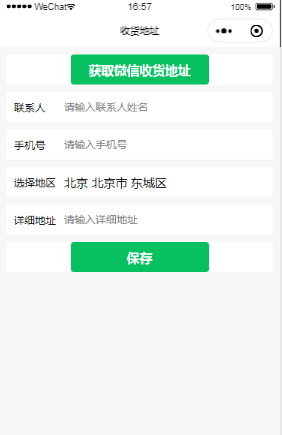 WeChat 16:57 100%
收货地址
获取微信收货地址
联系人 请输入联系人姓名
手机号 请输入手机号
选择地区 北京 北京市 东城区
详细地址 请输入详细地址
保存